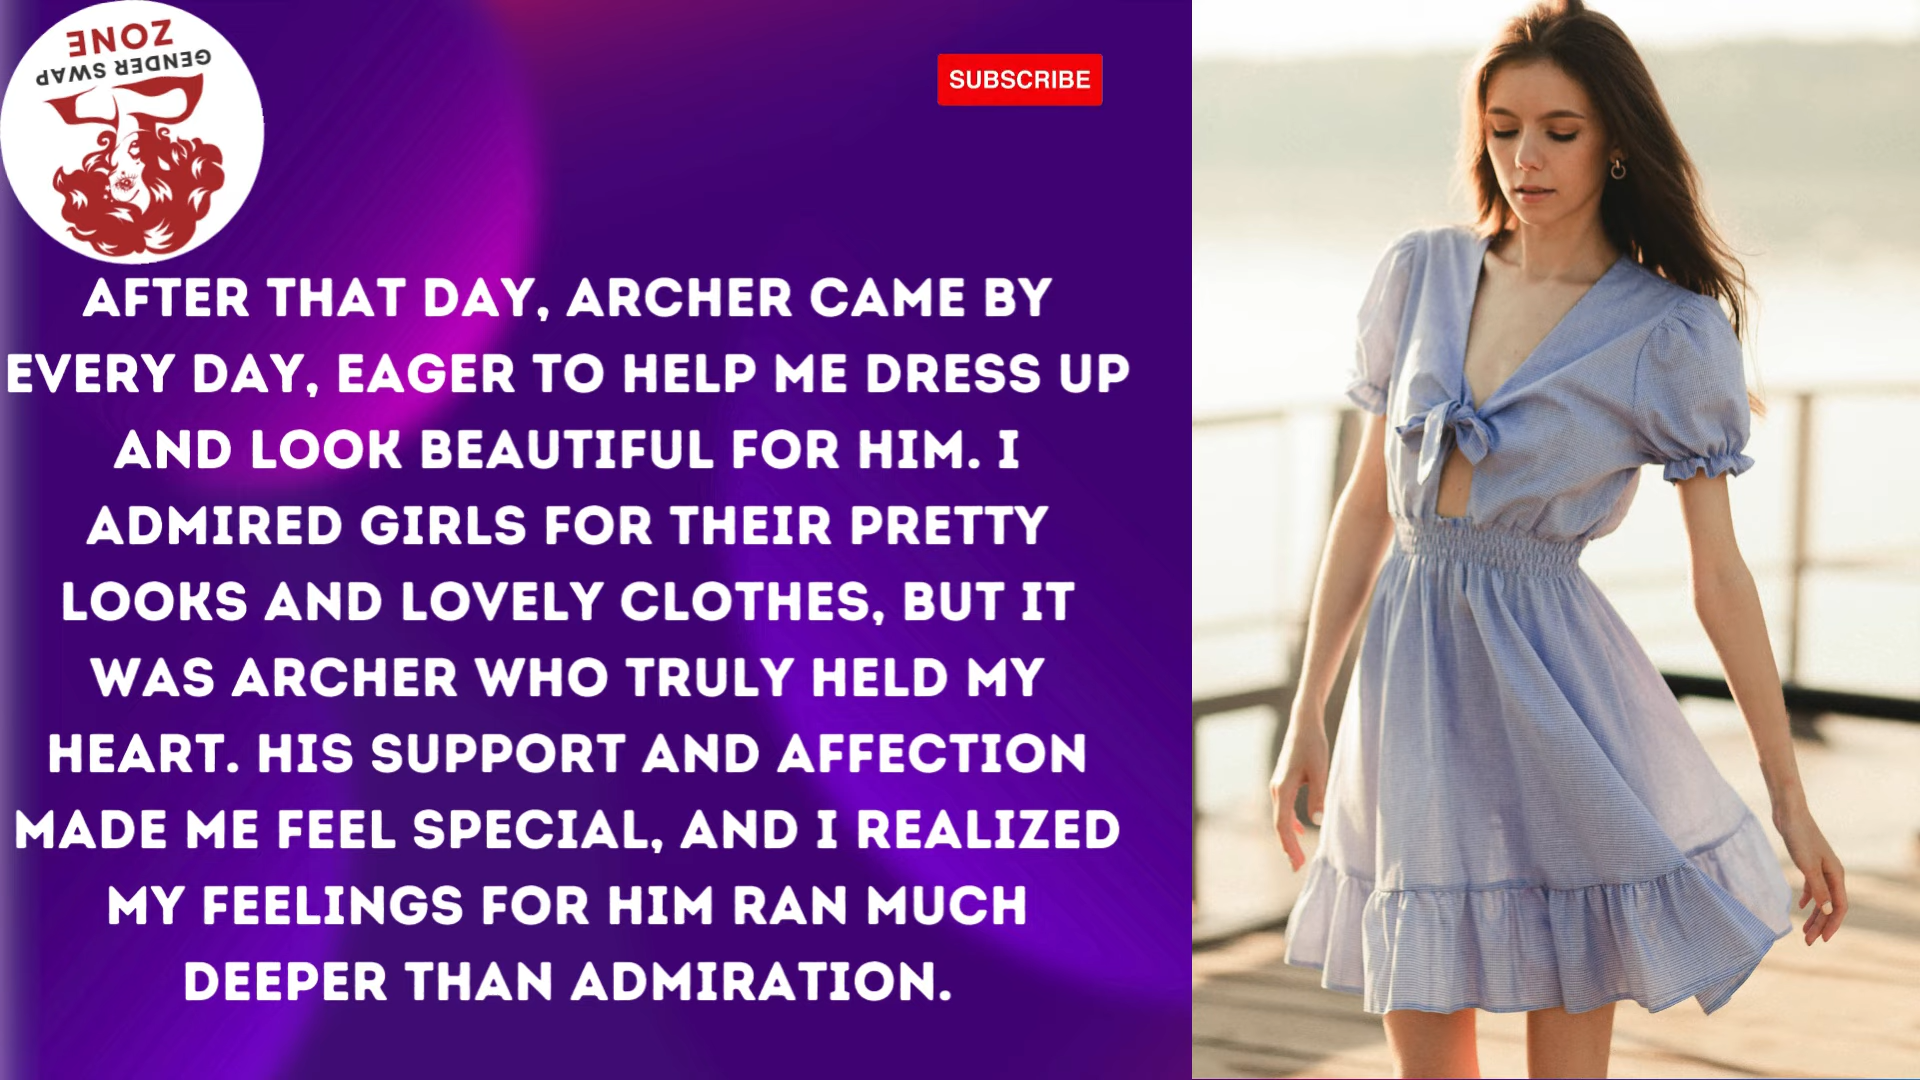 ZONE
GENDER SWAP
SUBSCRIBE
AFTER THAT DAY, ARCHER CAME BY
EVERY DAY, EAGER TO HELP ME DRESS UP
AND LOOK BEAUTIFUL FOR HIM. I
ADMIRED GIRLS FOR THEIR PRETTY
LOOKS AND LOVELY CLOTHES, BUT IT
WAS ARCHER WHO TRULY HELD MY
HEART. HIS SUPPORT AND AFFECTION
MADE ME FEEL SPECIAL, AND I REALIZED
MY FEELINGS FOR HIM RAN MUCH
DEEPER THAN ADMIRATION.